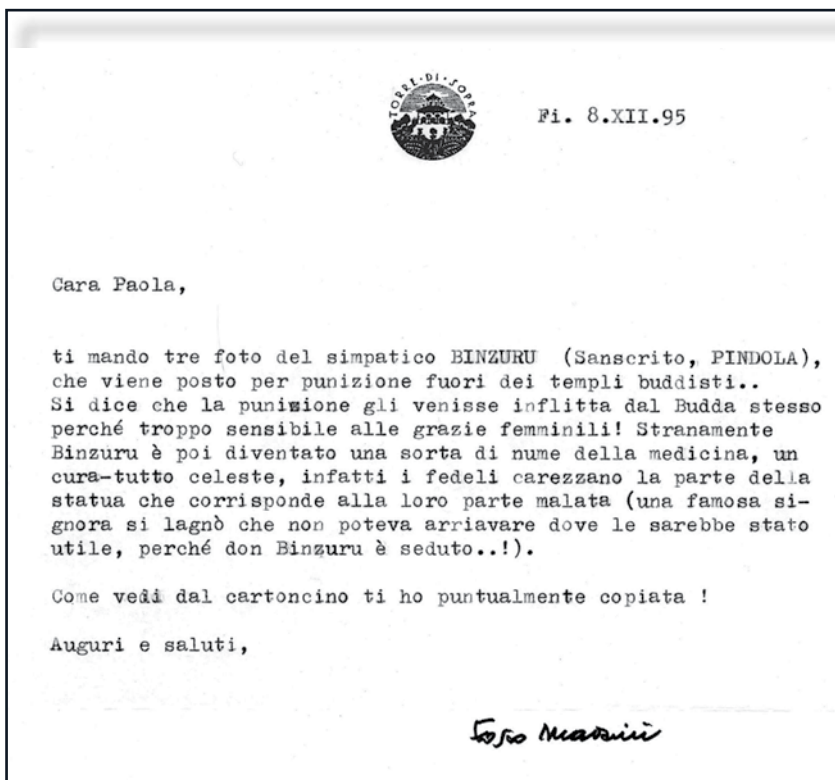 TORRE·DI·SOPRA
Fi. 8.XII.95
Cara Paola,
ti mando tre foto del simpatico BINZURU (Sanscrito, PINDOLA),
che viene posto per punizione fuori dei templi buddisti..
Si dice che la punizione gli venisse inflitta dal Budda stesso
perché troppo sensibile alle grazie femminili! Stranamente
Binzuru è poi diventato una sorta di nume della medicina, un
cura-tutto celeste, infatti i fedeli carezzano la parte della
statua che corrisponde alla loro parte malata (una famosa si-
gnora si lagnò che non poteva arriavare dove le sarebbe stato
utile, perché don Binzuru è seduto..!).
Come vedi dal cartoncino ti ho puntualmente copiata !
Auguri e saluti,
Fosco Maraini